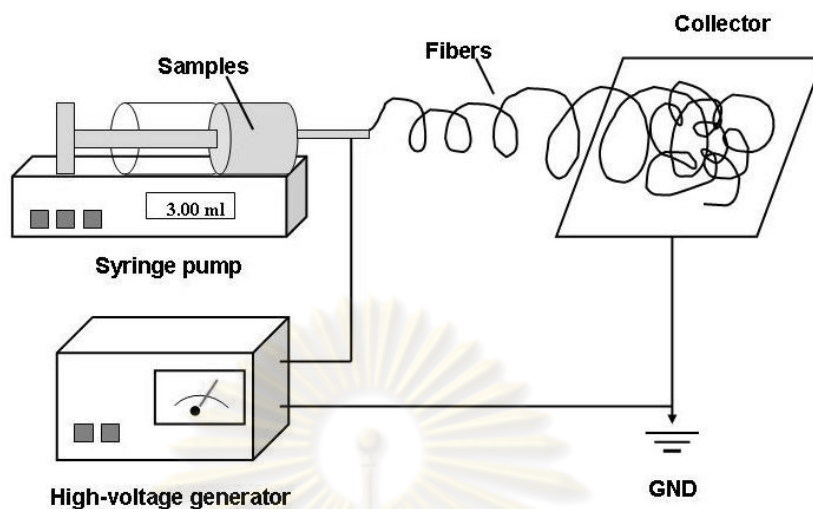 Collector
Fibers
Samples
3.00 ml
Syringe pump
High-voltage generator
GND